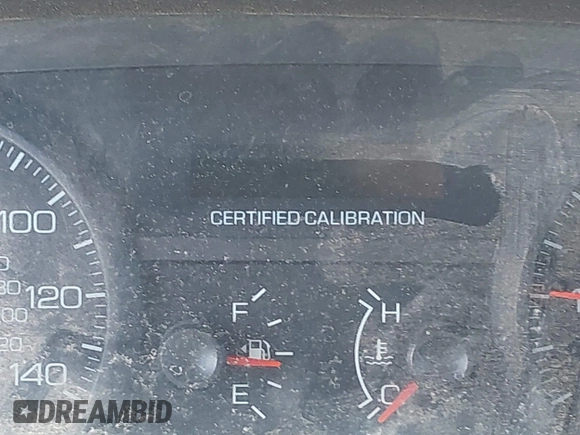 CERTIFIED CALIBRATION
100
120
140
F
E
H
C
DREAMBID